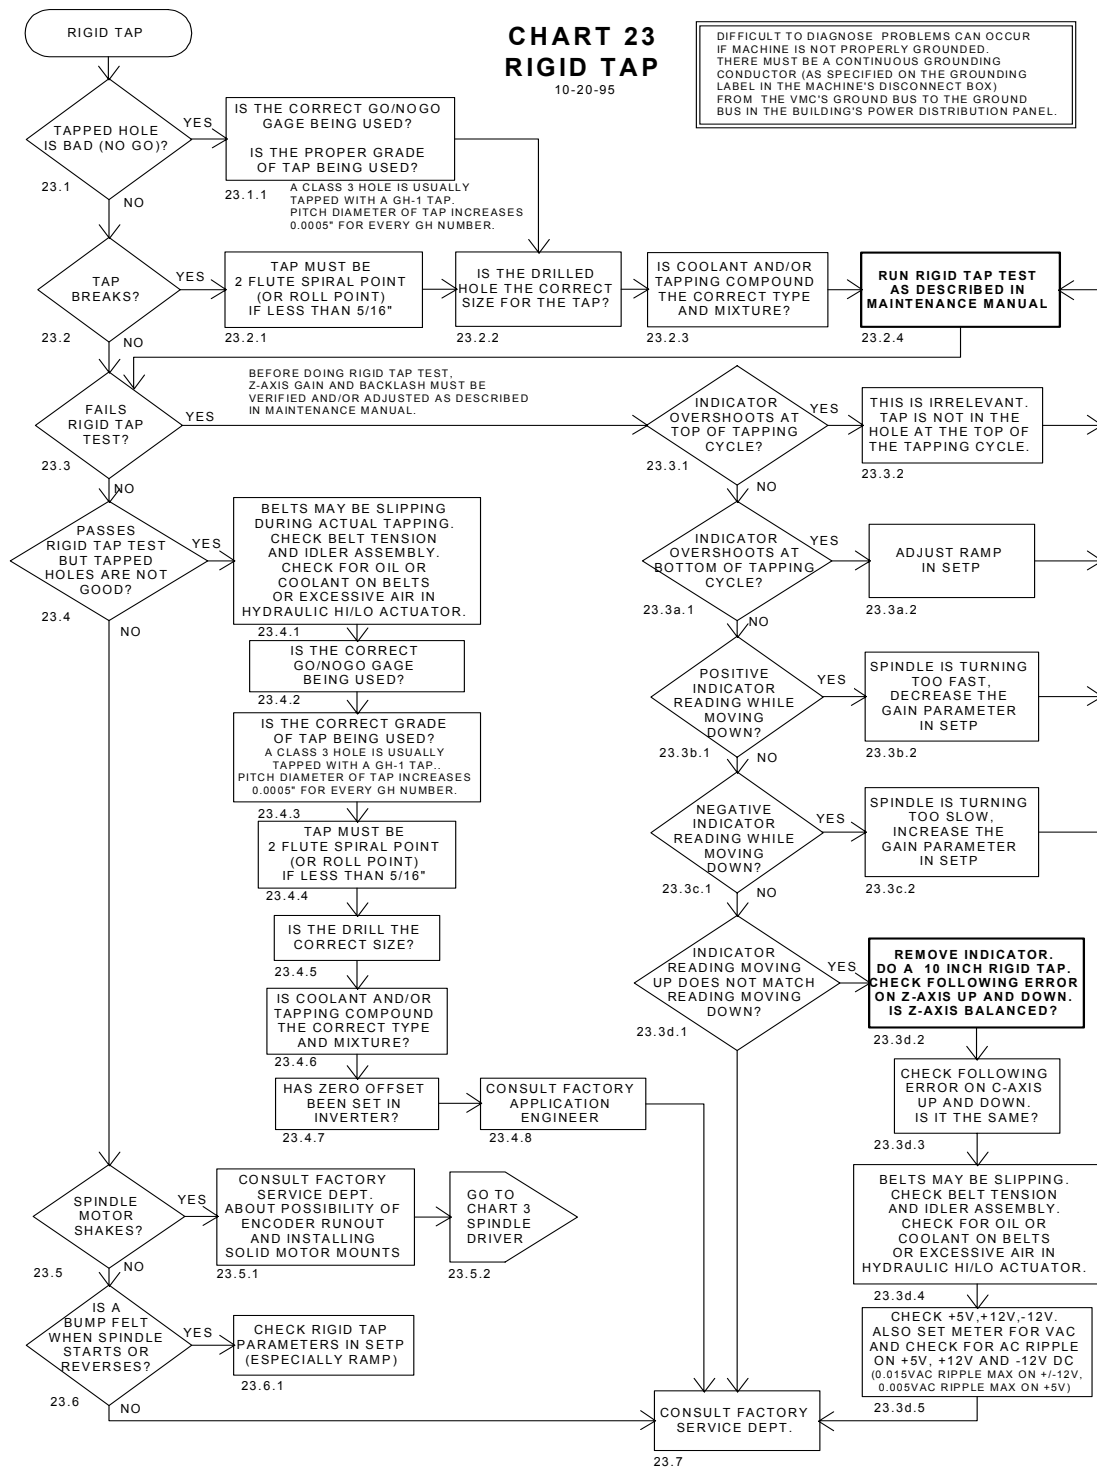 RIGID TAP
CHART 23
RIGID TAP
10-20-95
DIFFICULT TO DIAGNOSE PROBLEMS CAN OCCUR
IF MACHINE IS NOT PROPERLY GROUNDED.
THERE MUST BE A CONTINUOUS GROUNDING
CONDUCTOR (AS SPECIFIED ON THE GROUNDING
LABEL IN THE MACHINE'S DISCONNECT BOX)
FROM THE VMC'S GROUND BUS TO THE GROUND
BUS IN THE BUILDING'S POWER DISTRIBUTION PANEL.
TAPPED HOLE
IS BAD (NO GO)?
YES
23.1
NO
IS THE CORRECT GO/NOGO
GAGE BEING USED?
IS THE PROPER GRADE
OF TAP BEING USED?
23.1.1
A CLASS 3 HOLE IS USUALLY
TAPPED WITH A GH-1 TAP.
PITCH DIAMETER OF TAP INCREASES
0.0005" FOR EVERY GH NUMBER.
TAP
BREAKS?
YES
23.2
NO
TAP MUST BE
2 FLUTE SPIRAL POINT
(OR ROLL POINT)
IF LESS THAN 5/16"
23.2.1
IS THE DRILLED
HOLE THE CORRECT
SIZE FOR THE TAP?
23.2.2
IS COOLANT AND/OR
TAPPING COMPOUND
THE CORRECT TYPE
AND MIXTURE?
23.2.3
RUN RIGID TAP TEST
AS DESCRIBED IN
MAINTENANCE MANUAL
23.2.4
BEFORE DOING RIGID TAP TEST,
Z-AXIS GAIN AND BACKLASH MUST BE
VERIFIED AND/OR ADJUSTED AS DESCRIBED
IN MAINTENANCE MANUAL.
FAILS
RIGID TAP
TEST?
YES
23.3
NO
INDICATOR
OVERSHOOTS AT
TOP OF TAPPING
CYCLE?
YES
23.3.1
NO
THIS IS IRRELEVANT.
TAP IS NOT IN THE
HOLE AT THE TOP OF
THE TAPPING CYCLE.
23.3.2
PASSES
RIGID TAP TEST
BUT TAPPED
HOLES ARE NOT
GOOD?
YES
23.4
NO
BELTS MAY BE SLIPPING
DURING ACTUAL TAPPING.
CHECK BELT TENSION
AND IDLER ASSEMBLY.
CHECK FOR OIL OR
COOLANT ON BELTS
OR EXCESSIVE AIR IN
HYDRAULIC HI/LO ACTUATOR.
23.4.1
IS THE CORRECT
GO/NOGO GAGE
BEING USED?
23.4.2
IS THE CORRECT GRADE
OF TAP BEING USED?
A CLASS 3 HOLE IS USUALLY
TAPPED WITH A GH-1 TAP..
PITCH DIAMETER OF TAP INCREASES
0.0005" FOR EVERY GH NUMBER.
23.4.3
TAP MUST BE
2 FLUTE SPIRAL POINT
(OR ROLL POINT)
IF LESS THAN 5/16"
23.4.4
IS THE DRILL THE
CORRECT SIZE?
23.4.5
IS COOLANT AND/OR
TAPPING COMPOUND
THE CORRECT TYPE
AND MIXTURE?
23.4.6
HAS ZERO OFFSET
BEEN SET IN
INVERTER?
23.4.7
CONSULT FACTORY
APPLICATION
ENGINEER
23.4.8
INDICATOR
OVERSHOOTS AT
BOTTOM OF TAPPING
CYCLE?
YES
23.3a.1
NO
ADJUST RAMP
IN SETP
23.3a.2
POSITIVE
INDICATOR
READING WHILE
MOVING
DOWN?
YES
23.3b.1
NO
SPINDLE IS TURNING
TOO FAST,
DECREASE THE
GAIN PARAMETER
IN SETP
23.3b.2
NEGATIVE
INDICATOR
READING WHILE
MOVING
DOWN?
YES
23.3c.1
NO
SPINDLE IS TURNING
TOO SLOW,
INCREASE THE
GAIN PARAMETER
IN SETP
23.3c.2
INDICATOR
READING MOVING
UP DOES NOT MATCH
READING MOVING
DOWN?
YES
23.3d.1
NO
REMOVE INDICATOR.
DO A 10 INCH RIGID TAP.
CHECK FOLLOWING ERROR
ON Z-AXIS UP AND DOWN.
IS Z-AXIS BALANCED?
23.3d.2
CHECK FOLLOWING
ERROR ON C-AXIS
UP AND DOWN.
IS IT THE SAME?
23.3d.3
BELTS MAY BE SLIPPING.
CHECK BELT TENSION
AND IDLER ASSEMBLY.
CHECK FOR OIL OR
COOLANT ON BELTS
OR EXCESSIVE AIR IN
HYDRAULIC HI/LO ACTUATOR.
23.3d.4
CHECK +5V,+12V,-12V.
ALSO SET METER FOR VAC
AND CHECK FOR AC RIPPLE
ON +5V, +12V AND -12V DC
(0.015VAC RIPPLE MAX ON +/-12V,
0.005VAC RIPPLE MAX ON +5V)
23.3d.5
SPINDLE
MOTOR
SHAKES?
YES
23.5
NO
CONSULT FACTORY
SERVICE DEPT.
ABOUT POSSIBILITY OF
ENCODER RUNOUT
AND INSTALLING
SOLID MOTOR MOUNTS
23.5.1
GO TO
CHART 3
SPINDLE
DRIVER
23.5.2
IS A
BUMP FELT
WHEN SPINDLE
STARTS OR
REVERSES?
YES
23.6
NO
CHECK RIGID TAP
PARAMETERS IN SETP
(ESPECIALLY RAMP)
23.6.1
CONSULT FACTORY
SERVICE DEPT.
23.7